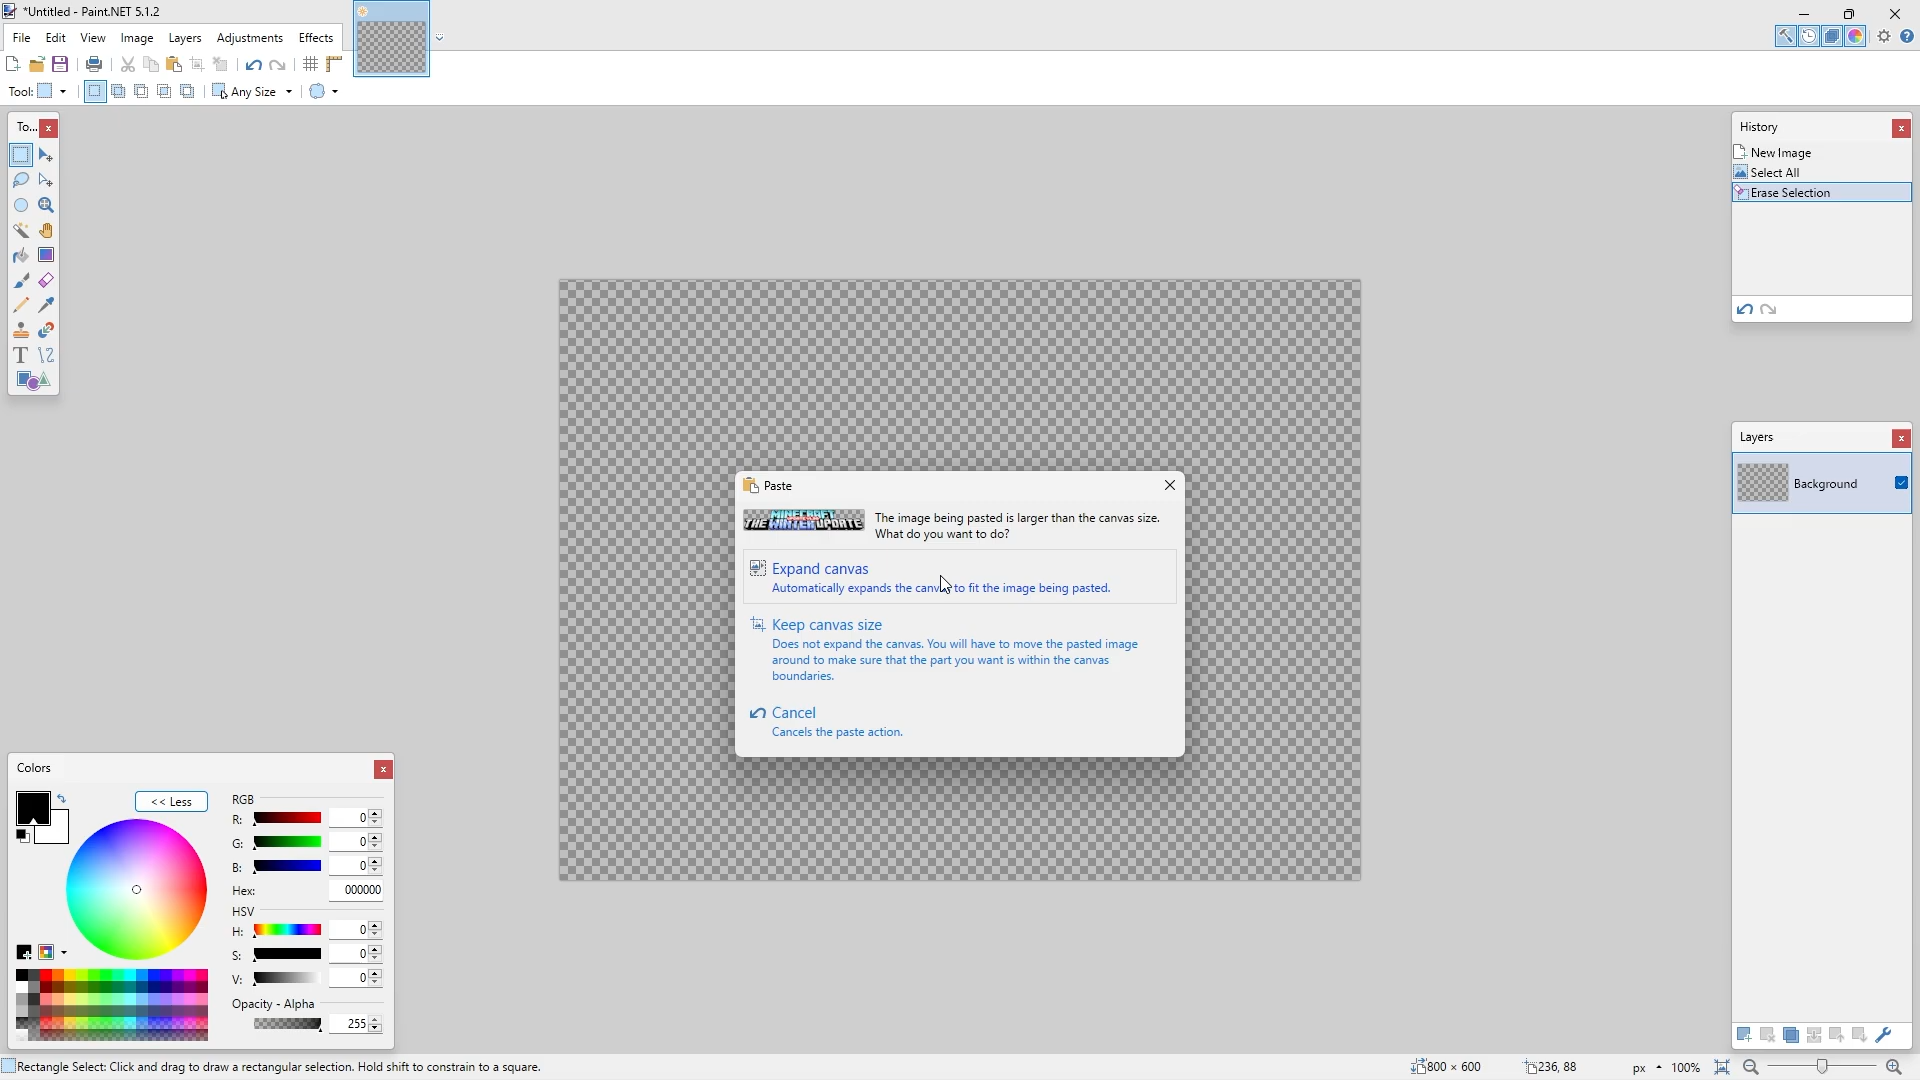 *Untitled - Paint.NET 5.1.2
File Edit View Image Layers Adjustments Effects
Tool: Any Size
To...
History
New Image
Select All
Erase Selection
Paste
MINECRAFT
THE WINTER UPDATE
The image being pasted is larger than the canvas size.
What do you want to do?
Expand canvas
Automatically expands the canvas to fit the image being pasted.
Keep canvas size
Does not expand the canvas. You will have to move the pasted image
around to make sure that the part you want is within the canvas
boundaries.
Cancel
Cancels the paste action.
Layers
Background
Colors
<< Less
RGB
R: 0
G: 0
B: 0
Hex: 000000
HSV
H: 0
S: 0
V: 0
Opacity - Alpha
255
Rectangle Select: Click and drag to draw a rectangular selection. Hold shift to constrain to a square.
800 × 600 236, 88 px 100%